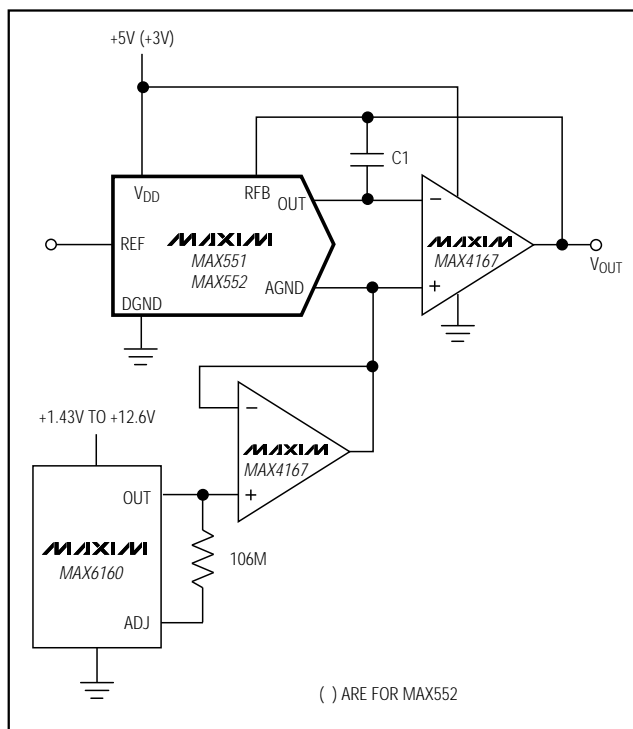 +5V (+3V)
C1
VDD
RFB
OUT
REF
MAXIM
MAX551
MAX552
AGND
DGND
−
MAXIM
MAX4167
+
VOUT
+1.43V TO +12.6V
−
MAXIM
MAX4167
+
OUT
MAXIM
MAX6160
106M
ADJ
( ) ARE FOR MAX552